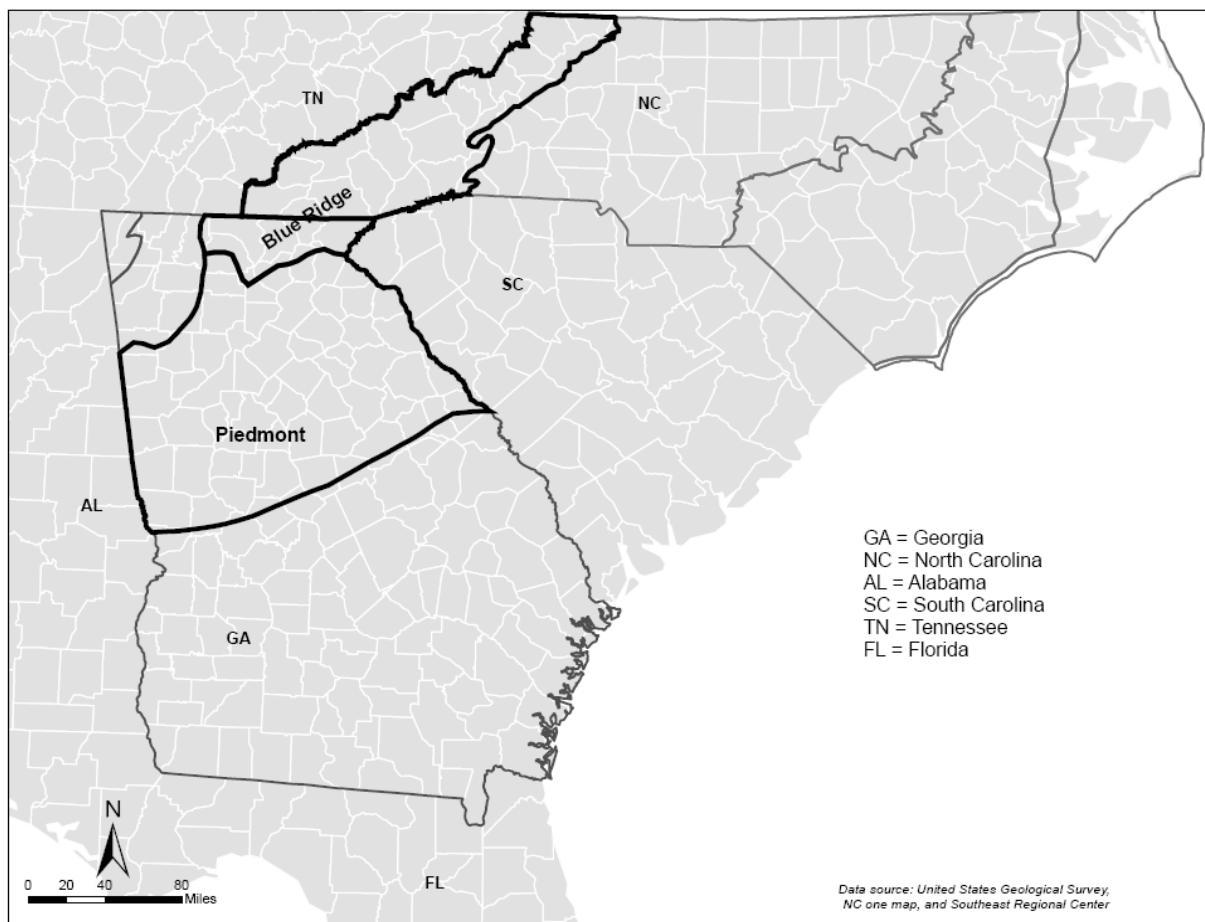 TN
NC
Blue Ridge
SC
Piedmont
AL
GA = Georgia
NC = North Carolina
AL = Alabama
SC = South Carolina
TN = Tennessee
FL = Florida
GA
N
0 20 40 80
Miles
FL
Data source: United States Geological Survey,
NC one map, and Southeast Regional Center